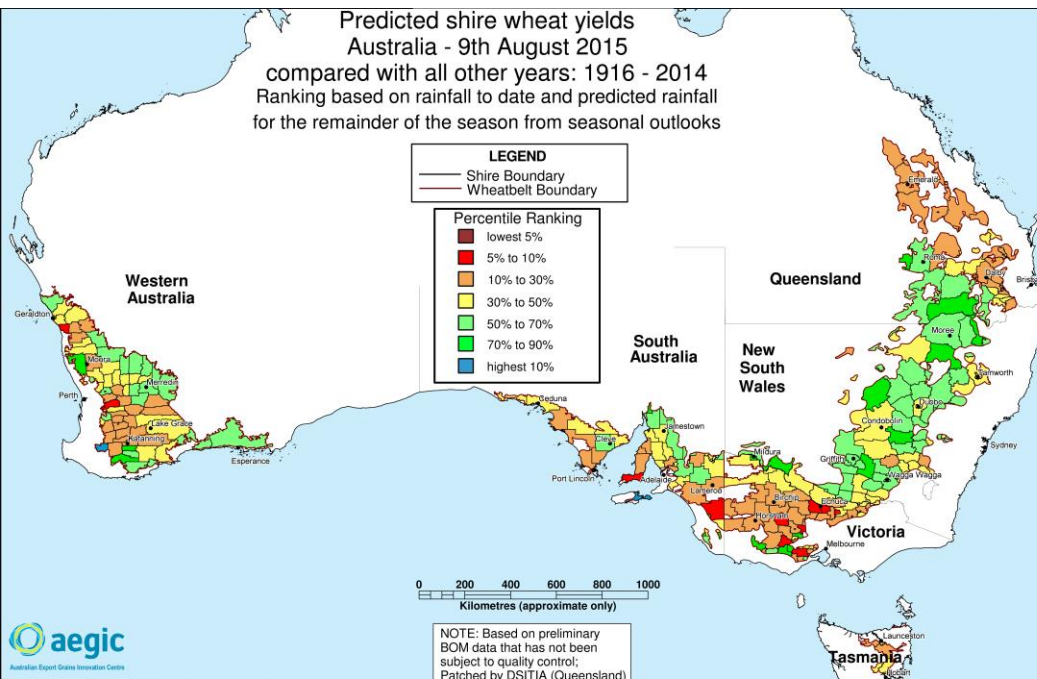 Predicted shire wheat yields
Australia - 9th August 2015
compared with all other years: 1916 - 2014
Ranking based on rainfall to date and predicted rainfall
for the remainder of the season from seasonal outlooks
LEGEND
Shire Boundary
Wheatbelt Boundary
Percentile Ranking
lowest 5%
5% to 10%
10% to 30%
30% to 50%
50% to 70%
70% to 90%
highest 10%
Western
Australia
Geraldton
Moora
Merredin
Perth
Lake Grace
Katanning
Esperance
Queensland
Emerald
Roma
Dalby
Brisb
Moree
South
Australia
New
South
Wales
Tamworth
Dubbo
Condobolin
Sydney
Griffith
Wagga Wagga
Ceduna
Cleve
Jamestown
Port Lincoln
Adelaide
Mildura
Lameroo
Birchip
Echuca
Horsham
Victoria
Melbourne
0 200 400 600 800 1000
Kilometres (approximate only)
NOTE: Based on preliminary
BOM data that has not been
subject to quality control;
Patched by DSITIA (Queensland)
Launceston
Tasmania
Hobart
aegic
Australian Export Grains Innovation Centre